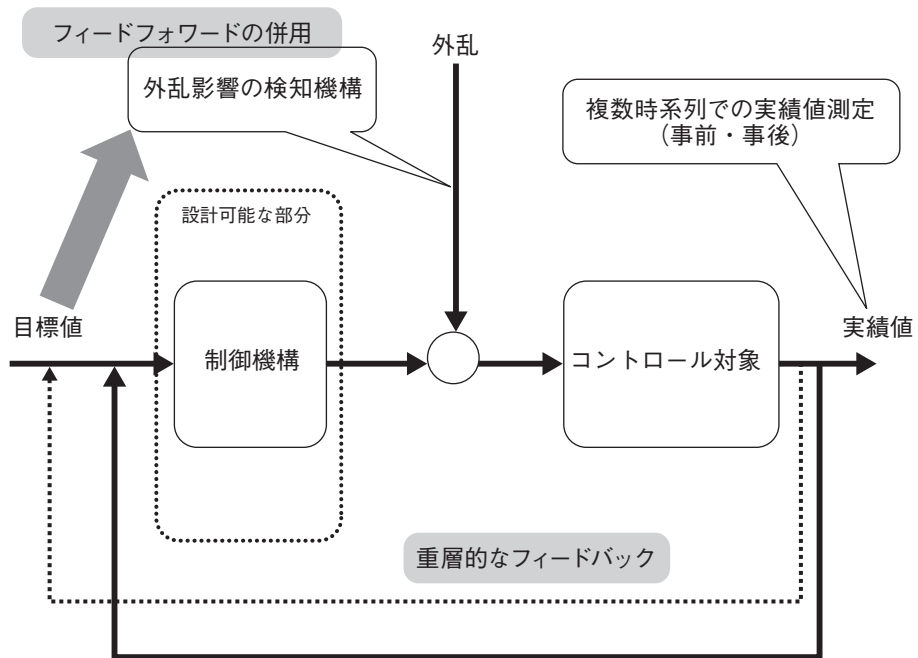 フィードフォワードの併用
外乱影響の検知機構
外乱
複数時系列での実績値測定
（事前・事後）
設計可能な部分
目標値
制御機構
コントロール対象
実績値
重層的なフィードバック